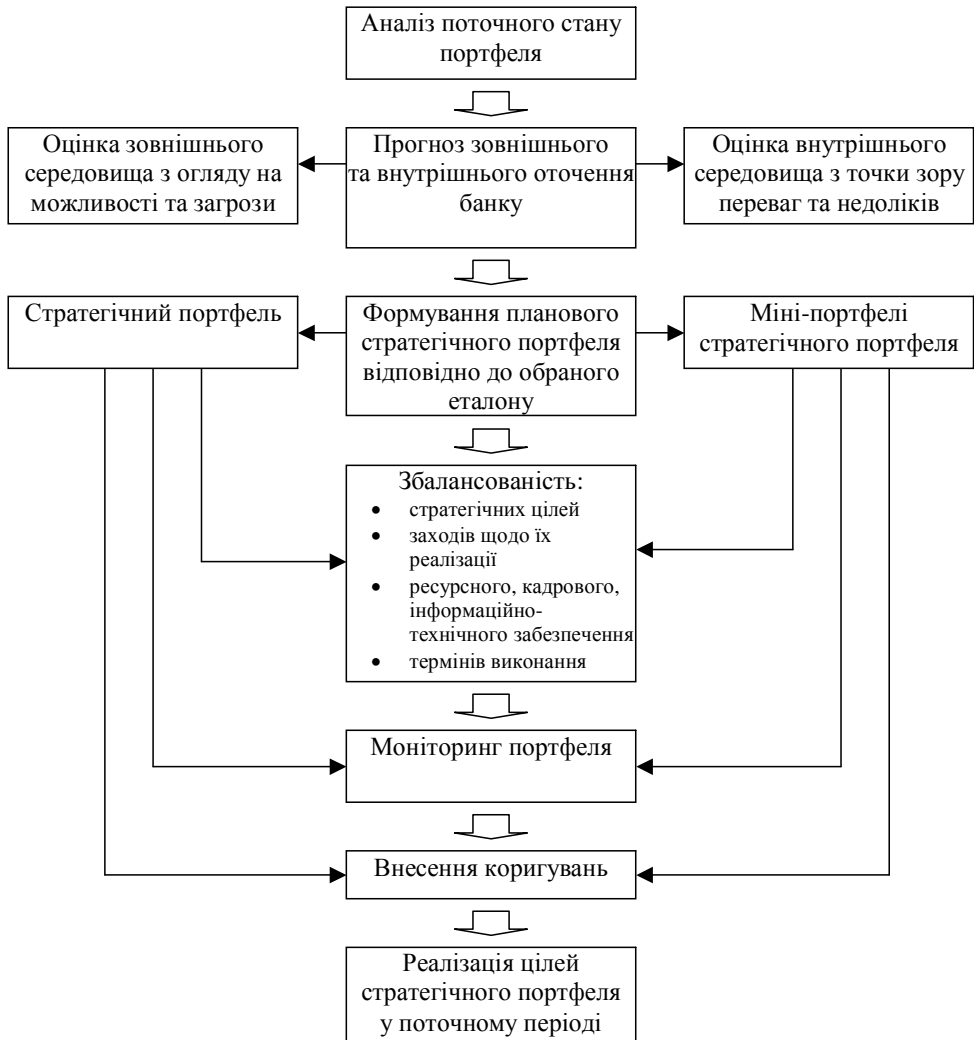 Аналіз поточного стану
портфеля
Оцінка зовнішнього
середовища з огляду на
можливості та загрози
Прогноз зовнішнього
та внутрішнього оточення
банку
Оцінка внутрішнього
середовища з точки зору
переваг та недоліків
Стратегічний портфель
Формування планового
стратегічного портфеля
відповідно до обраного
еталону
Міні-портфелі
стратегічного портфеля
Збалансованість:
• стратегічних цілей
• заходів щодо їх
реалізації
• ресурсного, кадрового,
інформаційно-
технічного забезпечення
• термінів виконання
Моніторинг портфеля
Внесення коригувань
Реалізація цілей
стратегічного портфеля
у поточному періоді